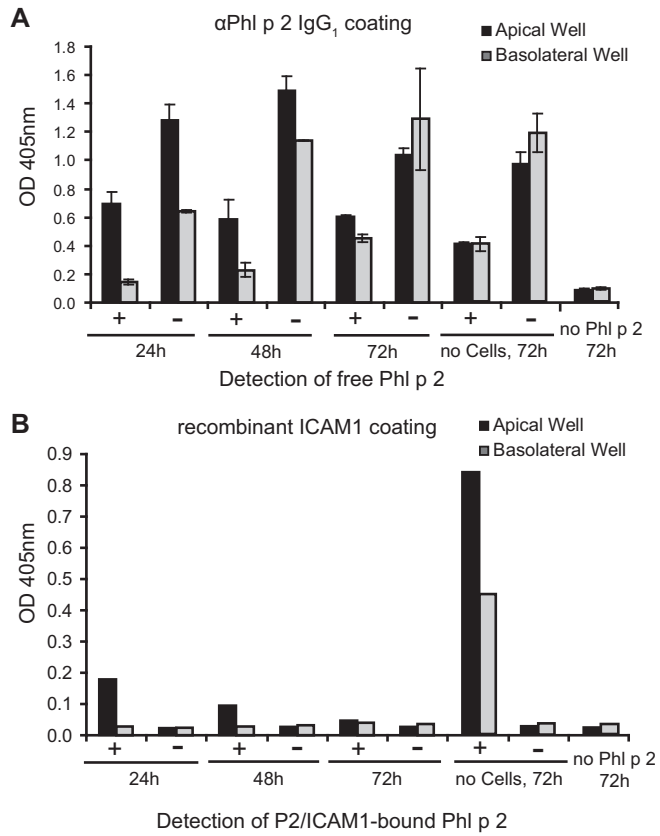 A
αPhl p 2 IgG1 coating
Apical Well
Basolateral Well
OD 405nm
1.8
1.6
1.4
1.2
1.0
0.8
0.6
0.4
0.2
0.0
+ - + - + - + -
24h 48h 72h no Cells, 72h no Phl p 2 72h
Detection of free Phl p 2
B
recombinant ICAM1 coating
Apical Well
Basolateral Well
OD 405nm
0.9
0.8
0.7
0.6
0.5
0.4
0.3
0.2
0.1
0.0
+ - + - + - + -
24h 48h 72h no Cells, 72h no Phl p 2 72h
Detection of P2/ICAM1-bound Phl p 2